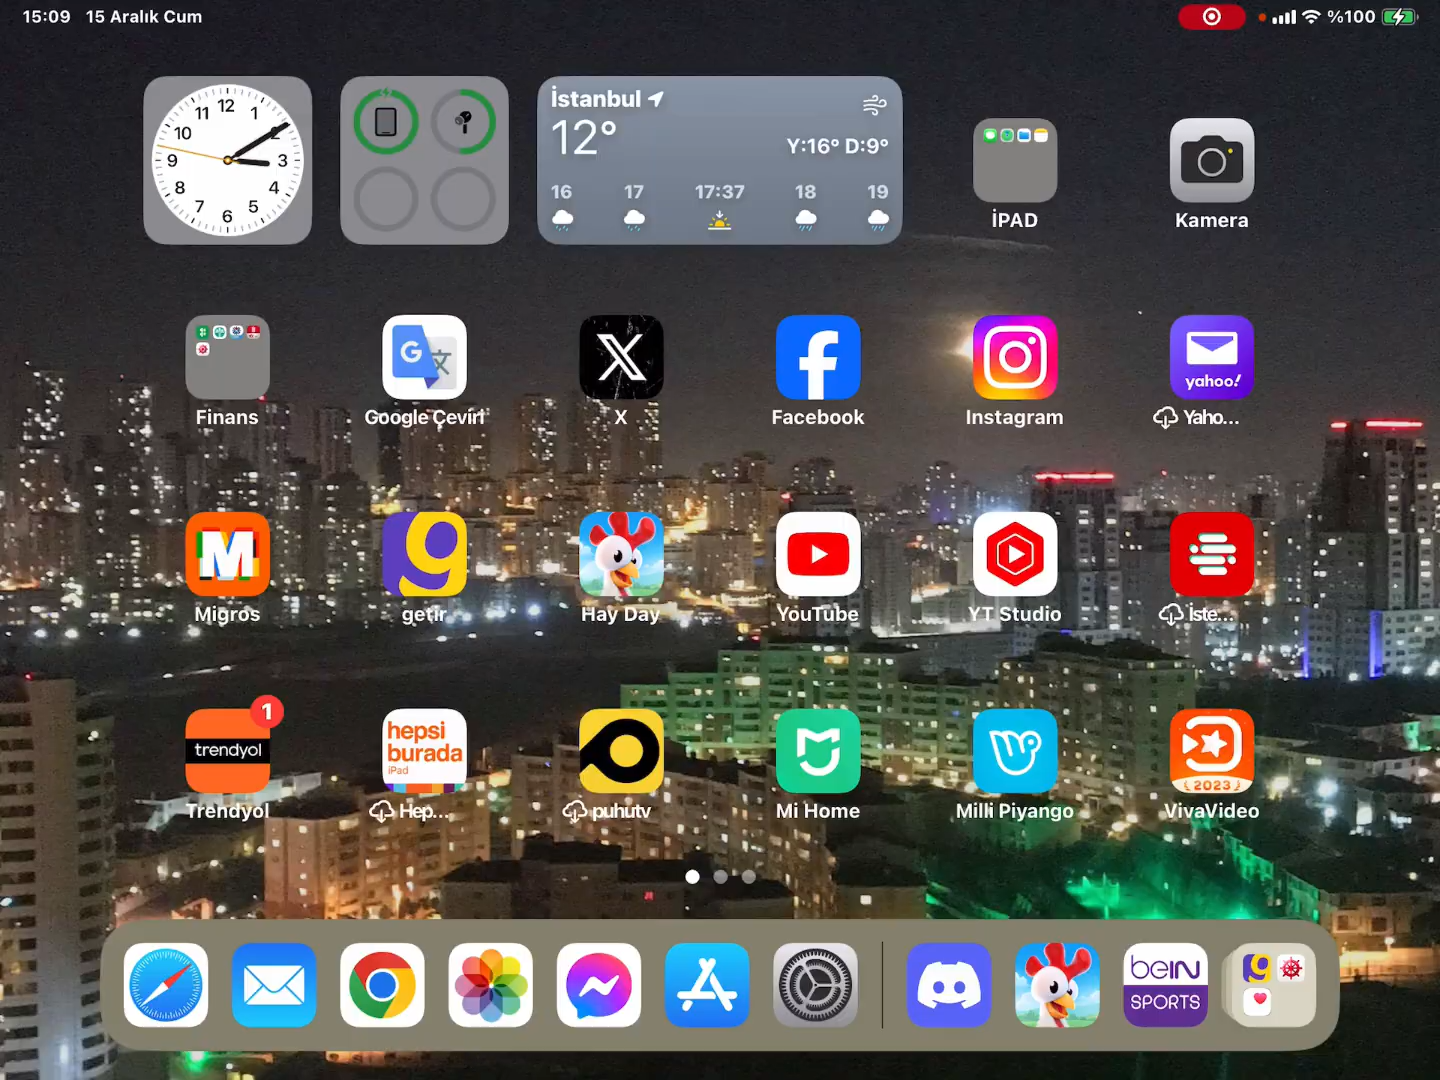 15:09 15 Aralık Cum
%100
12 1 2 3 4 5 6 7 8 9 10 11
İstanbul
12°
Y:16° D:9°
16 17 17:37 18 19
İPAD
Kamera
G
yahoo!
Finans
Google Çeviri
X
Facebook
Instagram
Yaho...
M
g
Migros
getir
Hay Day
YouTube
YT Studio
iste...
1
trendyol
hepsi
burada
iPad
2023
Trendyol
Hep...
puhutv
Mi Home
Milli Piyango
VivaVideo
beIN
SPORTS